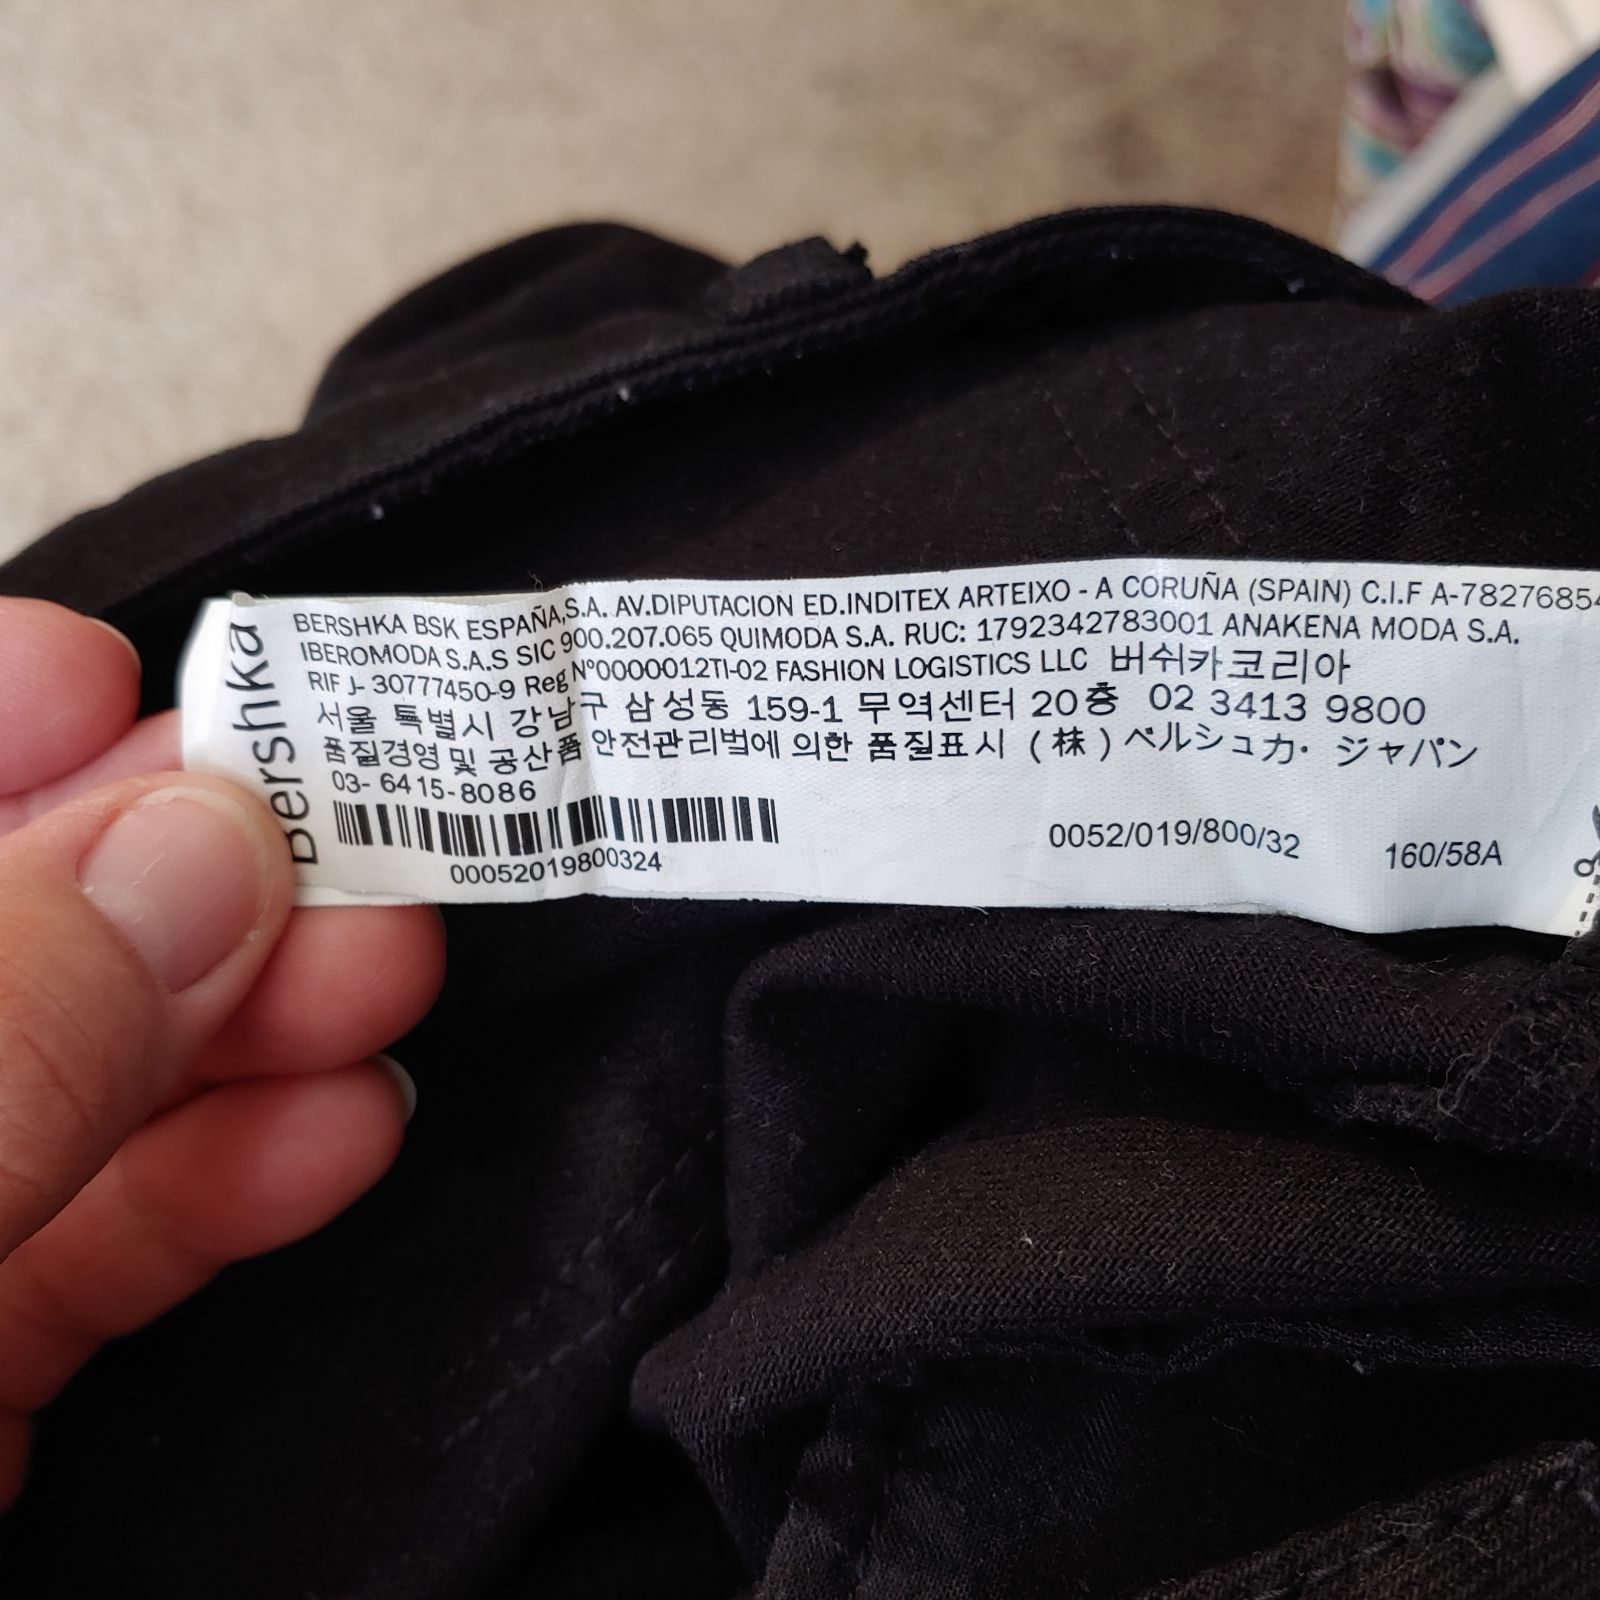 Bershka
BERSHKA BSK ESPAÑA,S.A. AV.DIPUTACION ED.INDITEX ARTEIXO - A CORUÑA (SPAIN) C.I.F A-78276854
IBEROMODA S.A.S SIC 900.207.065 QUIMODA S.A. RUC: 1792342783001 ANAKENA MODA S.A.
RIF J- 30777450-9 Reg N°0000012TI-02 FASHION LOGISTICS LLC 버쉬카코리아
서울 특별시 강남구 삼성동 159-1 무역센터 20층 02 3413 9800
품질경영및 공산품 안전관리법에 의한 품질표시 (株) ベルシュカ· ジャパン
03- 6415-8086
00052019800324
0052/019/800/32
160/58A